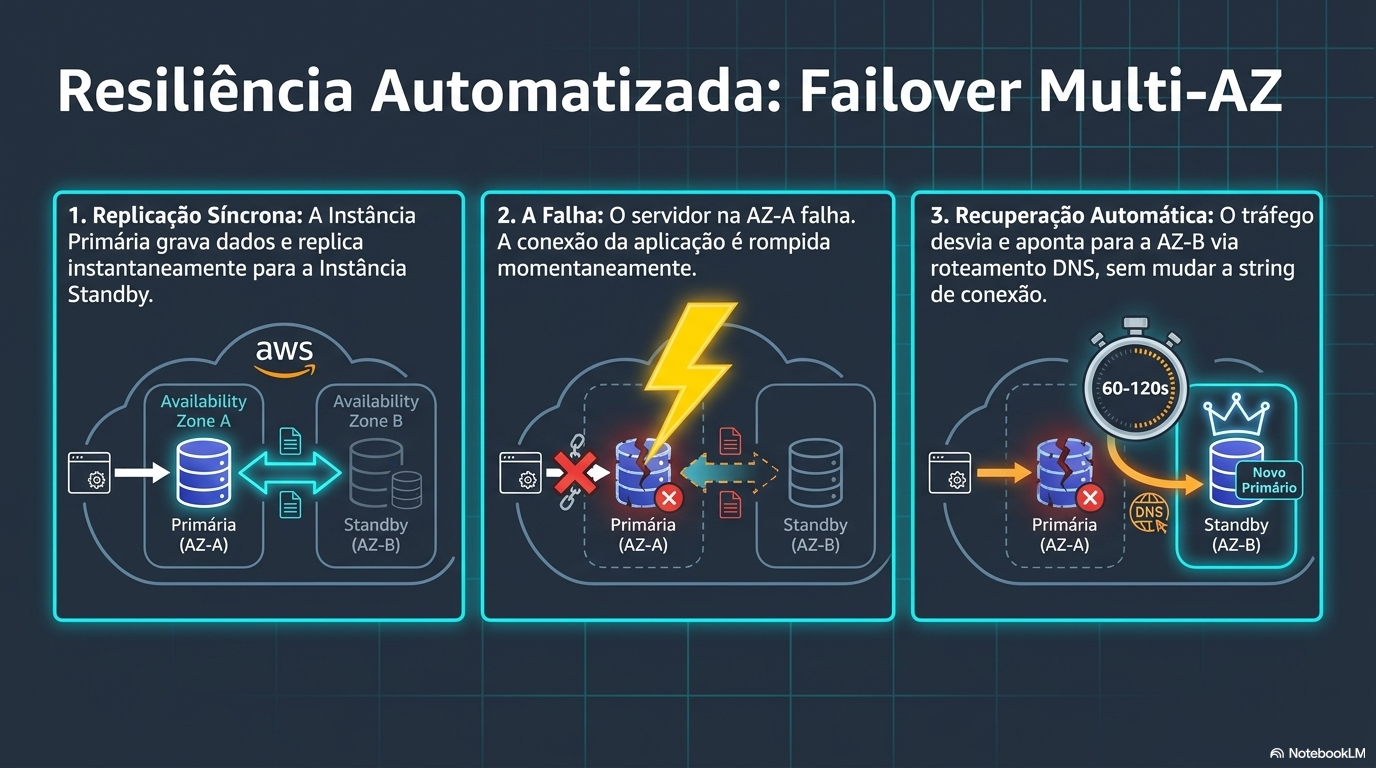 Resiliência Automatizada: Failover Multi-AZ
1. Replicação Síncrona: A Instância
Primária grava dados e replica
instantaneamente para a Instância
Standby.
aws
Availability
Zone A
Availability
Zone B
Primária
(AZ-A)
Standby
(AZ-B)
2. A Falha: O servidor na AZ-A falha.
A conexão da aplicação é rompida
momentaneamente.
Primária
(AZ-A)
Standby
(AZ-B)
3. Recuperação Automática: O tráfego
desvia e aponta para a AZ-B via
roteamento DNS, sem mudar a string
de conexão.
60-120s
Novo
Primário
DNS
Primária
(AZ-A)
Standby
(AZ-B)
NotebookLM